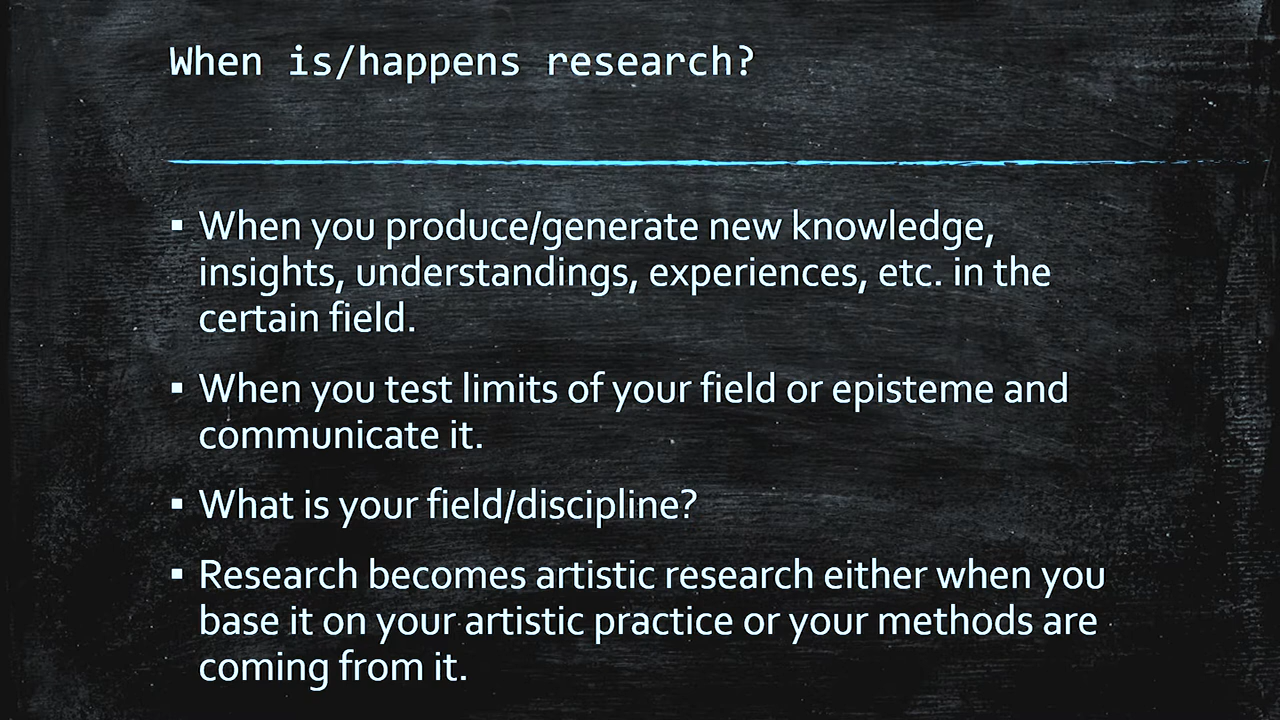 When is/happens research?
▪ When you produce/generate new knowledge,
insights, understandings, experiences, etc. in the
certain field.
▪ When you test limits of your field or episteme and
communicate it.
▪ What is your field/discipline?
▪ Research becomes artistic research either when you
base it on your artistic practice or your methods are
coming from it.